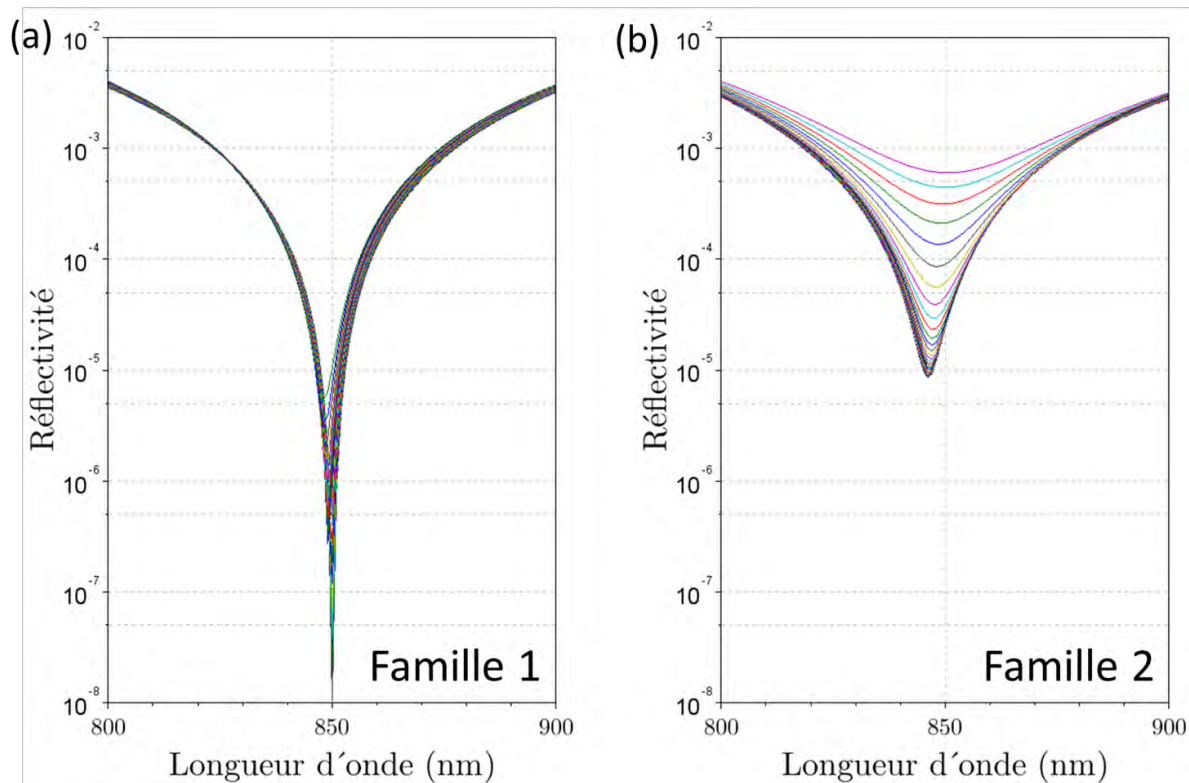 (a)
10-2
10-3
10-4
10-5
10-6
10-7
10-8
Réflectivité
800
850
900
Longueur d´onde (nm)
Famille 1
(b)
10-2
10-3
10-4
10-5
10-6
10-7
10-8
Réflectivité
800
850
900
Longueur d´onde (nm)
Famille 2